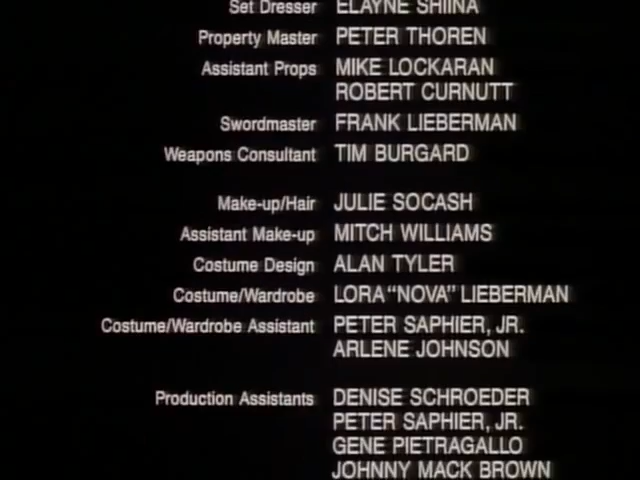 Set Dresser ELAYNE SHIINA
Property Master PETER THOREN
Assistant Props MIKE LOCKARAN
ROBERT CURNUTT
Swordmaster FRANK LIEBERMAN
Weapons Consultant TIM BURGARD
Make-up/Hair JULIE SOCASH
Assistant Make-up MITCH WILLIAMS
Costume Design ALAN TYLER
Costume/Wardrobe LORA "NOVA" LIEBERMAN
Costume/Wardrobe Assistant PETER SAPHIER, JR.
ARLENE JOHNSON
Production Assistants DENISE SCHROEDER
PETER SAPHIER, JR.
GENE PIETRAGALLO
JOHNNY MACK BROWN